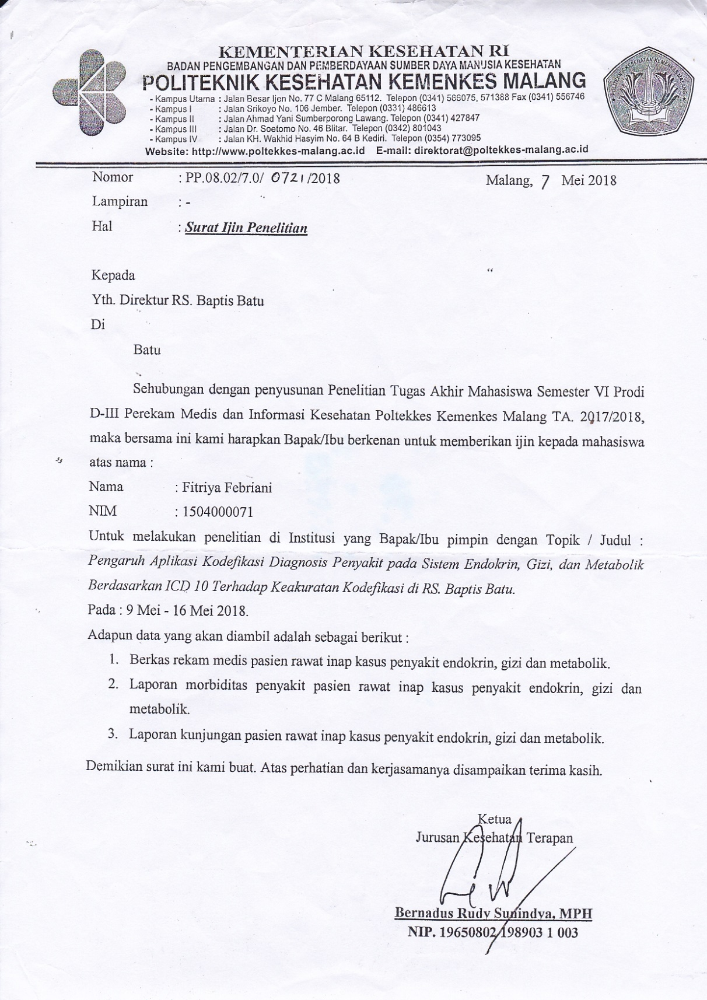 KEMENTERIAN KESEHATAN RI
BADAN PENGEMBANGAN DAN PEMBERDAYAAN SUMBER DAYA MANUSIA KESEHATAN
POLITEKNIK KESEHATAN KEMENKES MALANG
- Kampus Utama : Jalan Besar Ijen No. 77 C Malang 65112. Telepon (0341) 566075, 571388 Fax (0341) 556746
- Kampus I : Jalan Srikoyo No. 106 Jember. Telepon (0331) 486613
- Kampus II : Jalan Ahmad Yani Sumberporong Lawang. Telepon (0341) 427847
- Kampus III : Jalan Dr. Soetomo No. 46 Blitar. Telepon (0342) 801043
- Kampus IV : Jalan KH. Wakhid Hasyim No. 64 B Kediri. Telepon (0354) 773095
Website: http://www.poltekkes-malang.ac.id E-mail: direktorat@poltekkes-malang.ac.id
Nomor : PP.08.02/7.0/ 0721/2018 Malang, 7 Mei 2018
Lampiran : -
Hal : Surat Ijin Penelitian
Kepada
Yth. Direktur RS. Baptis Batu
Di
Batu
Sehubungan dengan penyusunan Penelitian Tugas Akhir Mahasiswa Semester VI Prodi
D-III Perekam Medis dan Informasi Kesehatan Poltekkes Kemenkes Malang TA. 2017/2018,
maka bersama ini kami harapkan Bapak/Ibu berkenan untuk memberikan ijin kepada mahasiswa
atas nama :
Nama : Fitriya Febriani
NIM : 1504000071
Untuk melakukan penelitian di Institusi yang Bapak/Ibu pimpin dengan Topik / Judul :
Pengaruh Aplikasi Kodefikasi Diagnosis Penyakit pada Sistem Endokrin, Gizi, dan Metabolik
Berdasarkan ICD 10 Terhadap Keakuratan Kodefikasi di RS. Baptis Batu.
Pada : 9 Mei - 16 Mei 2018.
Adapun data yang akan diambil adalah sebagai berikut :
1. Berkas rekam medis pasien rawat inap kasus penyakit endokrin, gizi dan metabolik.
2. Laporan morbiditas penyakit pasien rawat inap kasus penyakit endokrin, gizi dan
metabolik.
3. Laporan kunjungan pasien rawat inap kasus penyakit endokrin, gizi dan metabolik.
Demikian surat ini kami buat. Atas perhatian dan kerjasamanya disampaikan terima kasih.
Ketua
Jurusan Kesehatan Terapan
Bernadus Rudy Sunindya, MPH
NIP. 19650802 198903 1 003